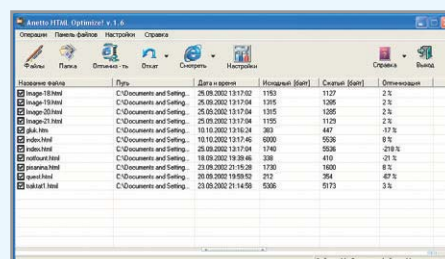 Anetto HTML Optimize! v.1.6
Операции Панель файлов Настройки Справка
Файлы Папка Оптимиз - ть Откат Смотреть Настройки Справка Выход
Название файла Путь Дата и время Исходный (байт) Сжатый (байт) Оптимизация
Image-18.html C:\Documents and Setting... 25.09.2002 13:17:02 1153 1127 2 %
Image-19.html C:\Documents and Setting... 25.09.2002 13:17:04 1315 1285 2 %
Image-20.html C:\Documents and Setting... 25.09.2002 13:17:04 1315 1285 2 %
Image-21.html C:\Documents and Setting... 25.09.2002 13:17:04 1155 1129 2 %
gluk.htm C:\Documents and Setting... 10.10.2002 13:16:24 383 447 -17 %
index.html C:\Documents and Setting... 10.10.2002 13:17:46 6000 5536 8 %
index.html C:\Documents and Setting... 25.09.2002 13:17:04 1740 5536 -218 %
notfount.html C:\Documents and Setting... 18.09.2002 19:39:46 338 410 -21 %
pisanina.html C:\Documents and Setting... 23.09.2002 21:15:28 1730 1600 8 %
quest.html C:\Documents and Setting... 20.09.2002 19:59:52 212 354 -67 %
traktat1.html C:\Documents and Setting... 23.09.2002 21:14:58 5306 5173 3 %